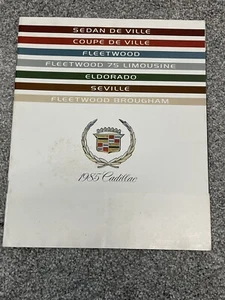 SEDAN DE VILLE
COUPE DE VILLE
FLEETWOOD
FLEETWOOD 75 LIMOUSINE
ELDORADO
SEVILLE
FLEETWOOD BROUGHAM
1985 Cadillac